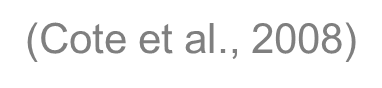 (Cote et al., 2008)